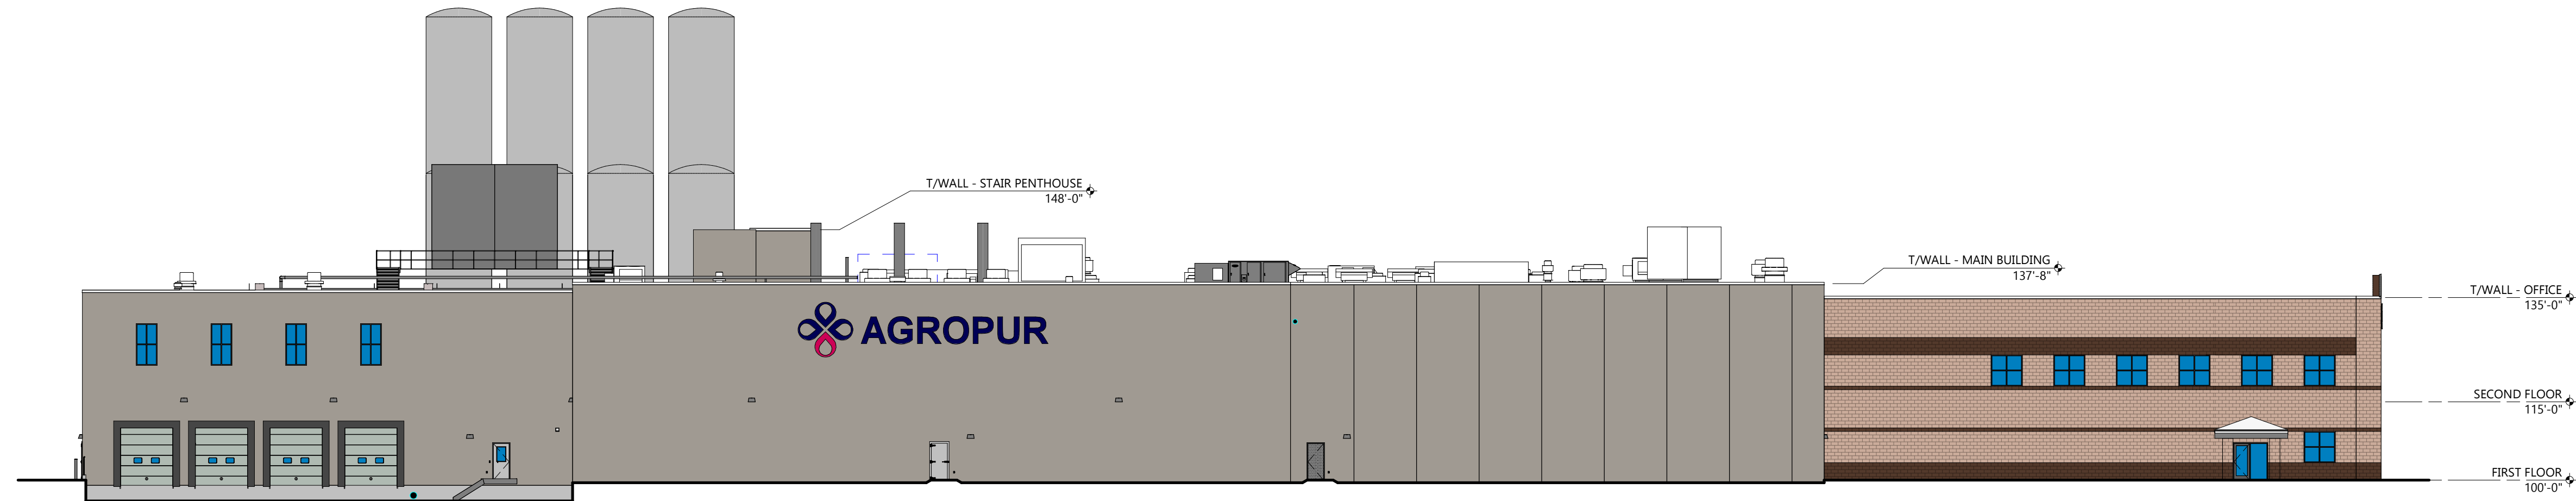 T/WALL - STAIR PENTHOUSE
148'-0"
T/WALL - MAIN BUILDING
137'-8"
T/WALL - OFFICE
135'-0"
AGROPUR
SECOND FLOOR
115'-0"
FIRST FLOOR
100'-0"